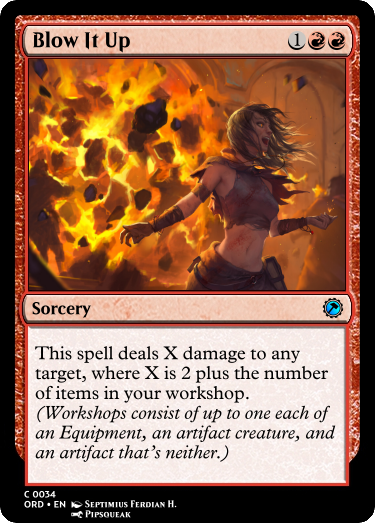 Blow It Up 1
Sorcery
This spell deals X damage to any
target, where X is 2 plus the number
of items in your workshop.
(Workshops consist of up to one each of
an Equipment, an artifact creature, and
an artifact that's neither.)
C 0034
ORD • EN Septimius Ferdian H.
Pipsqueak